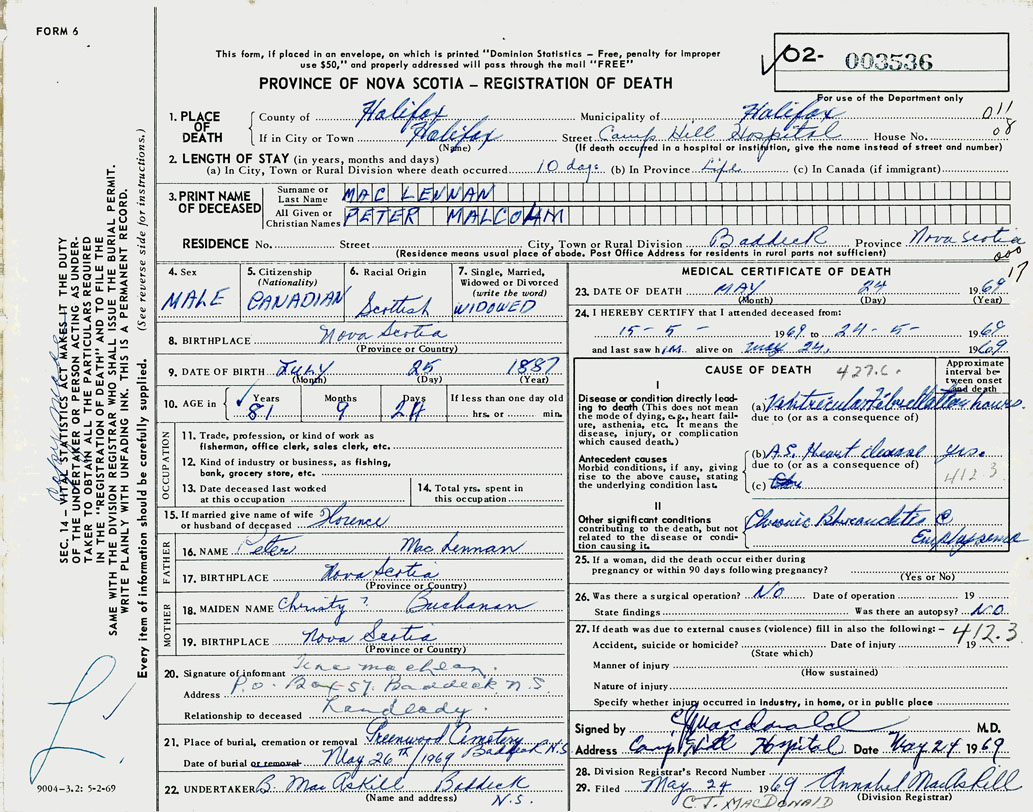 FORM 6
This form, if placed in an envelope, on which is printed "Dominion Statistics – Free, penalty for improper
use $50," and properly addressed will pass through the mail "FREE"
02- 003536
For use of the Department only
PROVINCE OF NOVA SCOTIA – REGISTRATION OF DEATH
1. PLACE OF DEATH
County of Halifax Municipality of Halifax 011
If in City or Town Halifax Street Camp Hill Hospital House No. 08
(Name) (If death occurred in a hospital or institution, give the name instead of street and number)
2. LENGTH OF STAY (in years, months and days)
(a) In City, Town or Rural Division where death occurred 10 days (b) In Province Life (c) In Canada (if immigrant)
3. PRINT NAME OF DECEASED
Surname or Last Name MAC LENNAN
All Given or Christian Names PETER MALCOLM
RESIDENCE No. Street City, Town or Rural Division Baddeck Province Nova Scotia
(Residence means usual place of abode. Post Office Address for residents in rural parts not sufficient) 000
17
4. Sex MALE
5. Citizenship (Nationality) CANADIAN
6. Racial Origin Scottish
7. Single, Married, Widowed or Divorced (write the word) WIDOWED
8. BIRTHPLACE Nova Scotia
(Province or Country)
9. DATE OF BIRTH JULY 25 1887
(Month) (Day) (Year)
10. AGE in Years 81 Months 9 Days If less than one day old hrs. or min.
OCCUPATION
11. Trade, profession, or kind of work as
fisherman, office clerk, sales clerk, etc.
12. Kind of industry or business, as fishing,
bank, grocery store, etc.
13. Date deceased last worked
at this occupation
14. Total yrs. spent in
this occupation
15. If married give name of wife
or husband of deceased Florence
FATHER
16. NAME Peter Mac Lennan
17. BIRTHPLACE Nova Scotia
(Province or Country)
MOTHER
18. MAIDEN NAME Christy ? Buchanan
19. BIRTHPLACE Nova Scotia
(Province or Country)
20. Signature of informant
Address P.O. Box 57. Baddeck N.S.
Relationship to deceased Landlady.
21. Place of burial, cremation or removal Greenwood Cemetery
Baddeck N.S
Date of burial or removal May 26th/1969
22. UNDERTAKER B. MacAskill Baddeck
(Name and address) N.S.
MEDICAL CERTIFICATE OF DEATH
23. DATE OF DEATH MAY 24 1969
(Month) (Day) (Year)
24. I HEREBY CERTIFY that I attended deceased from:
15-5- 1969 to 24-5- 1969
and last saw him alive on May 24, 1969
CAUSE OF DEATH 427.C.
Approximate interval between onset and death
I
Disease or condition directly leading to death (This does not mean the mode of dying, e.g., heart failure, asthenia, etc. It means the disease, injury, or complication which caused death.)
(a) Ventricular Fibrillation hours.
due to (or as a consequence of)
Antecedent causes
Morbid conditions, if any, giving rise to the above cause, stating the underlying condition last.
(b) A.S. Heart disease yrs.
due to (or as a consequence of)
(c) 412 3
II
Other significant conditions
contributing to the death, but not related to the disease or condition causing it.
Chronic Bronchitis c̄
Emphysema
25. If a woman, did the death occur either during
pregnancy or within 90 days following pregnancy?
(Yes or No)
26. Was there a surgical operation? NO Date of operation 19
State findings Was there an autopsy? NO
27. If death was due to external causes (violence) fill in also the following: – 412.3
Accident, suicide or homicide? Date of injury 19
(State which)
Manner of injury
(How sustained)
Nature of injury
Specify whether injury occurred in industry, in home, or in public place
Signed by Macdonald M.D.
Address Camp Hill Hospital Date May 24 1969
28. Division Registrar's Record Number
29. Filed May 24 1969 Annabel MacAskill
(Division Registrar)
C.J. MACDONALD
SEC. 14 – VITAL STATISTICS ACT MAKES IT THE DUTY
OF THE UNDERTAKER OR PERSON ACTING AS UNDER-
TAKER TO OBTAIN ALL THE PARTICULARS REQUIRED
IN THE "REGISTRATION OF DEATH" AND TO FILE THE
SAME WITH THE DIVISION REGISTRAR WHO SHALL ISSUE THE BURIAL PERMIT.
WRITE PLAINLY WITH UNFADING INK. THIS IS A PERMANENT RECORD.
Every item of information should be carefully supplied. (See reverse side for instructions.)
9004-3.2: 5-2-69